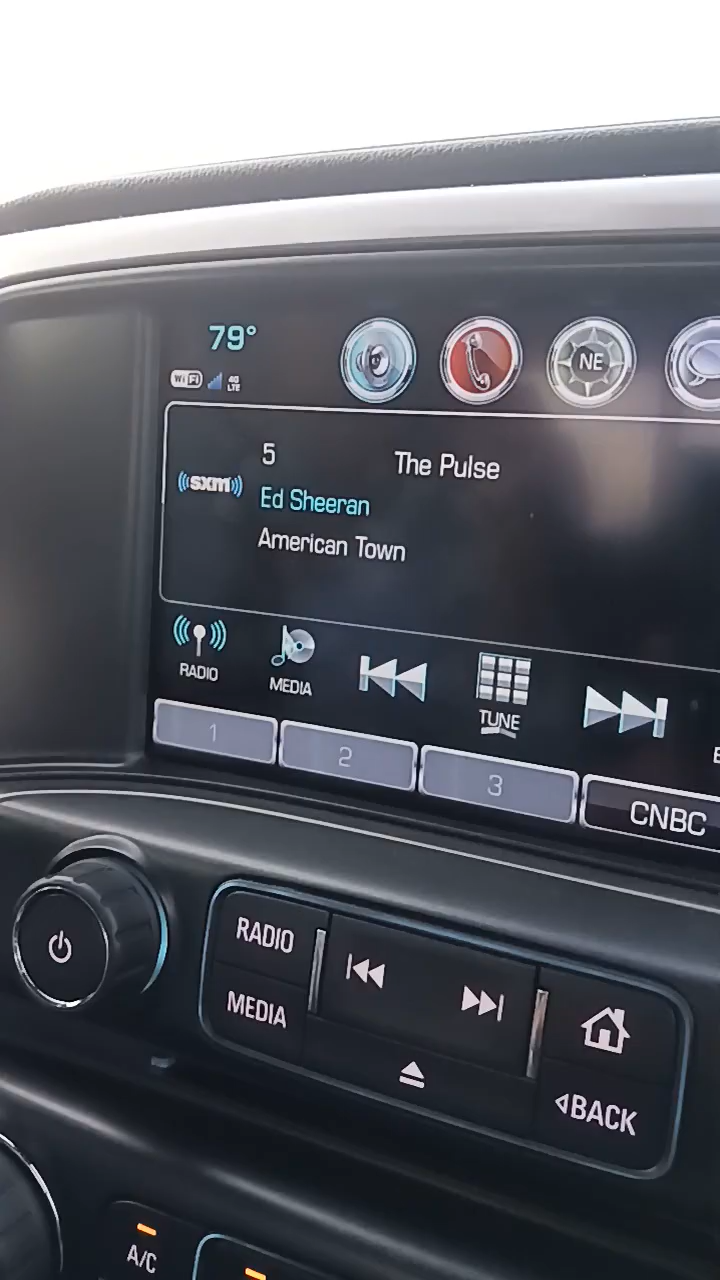 79°
WiFi 4G LTE
NE
5 The Pulse
((sxm))
Ed Sheeran
American Town
RADIO
MEDIA
TUNE
1
2
3
CNBC
RADIO
MEDIA
BACK
A/C